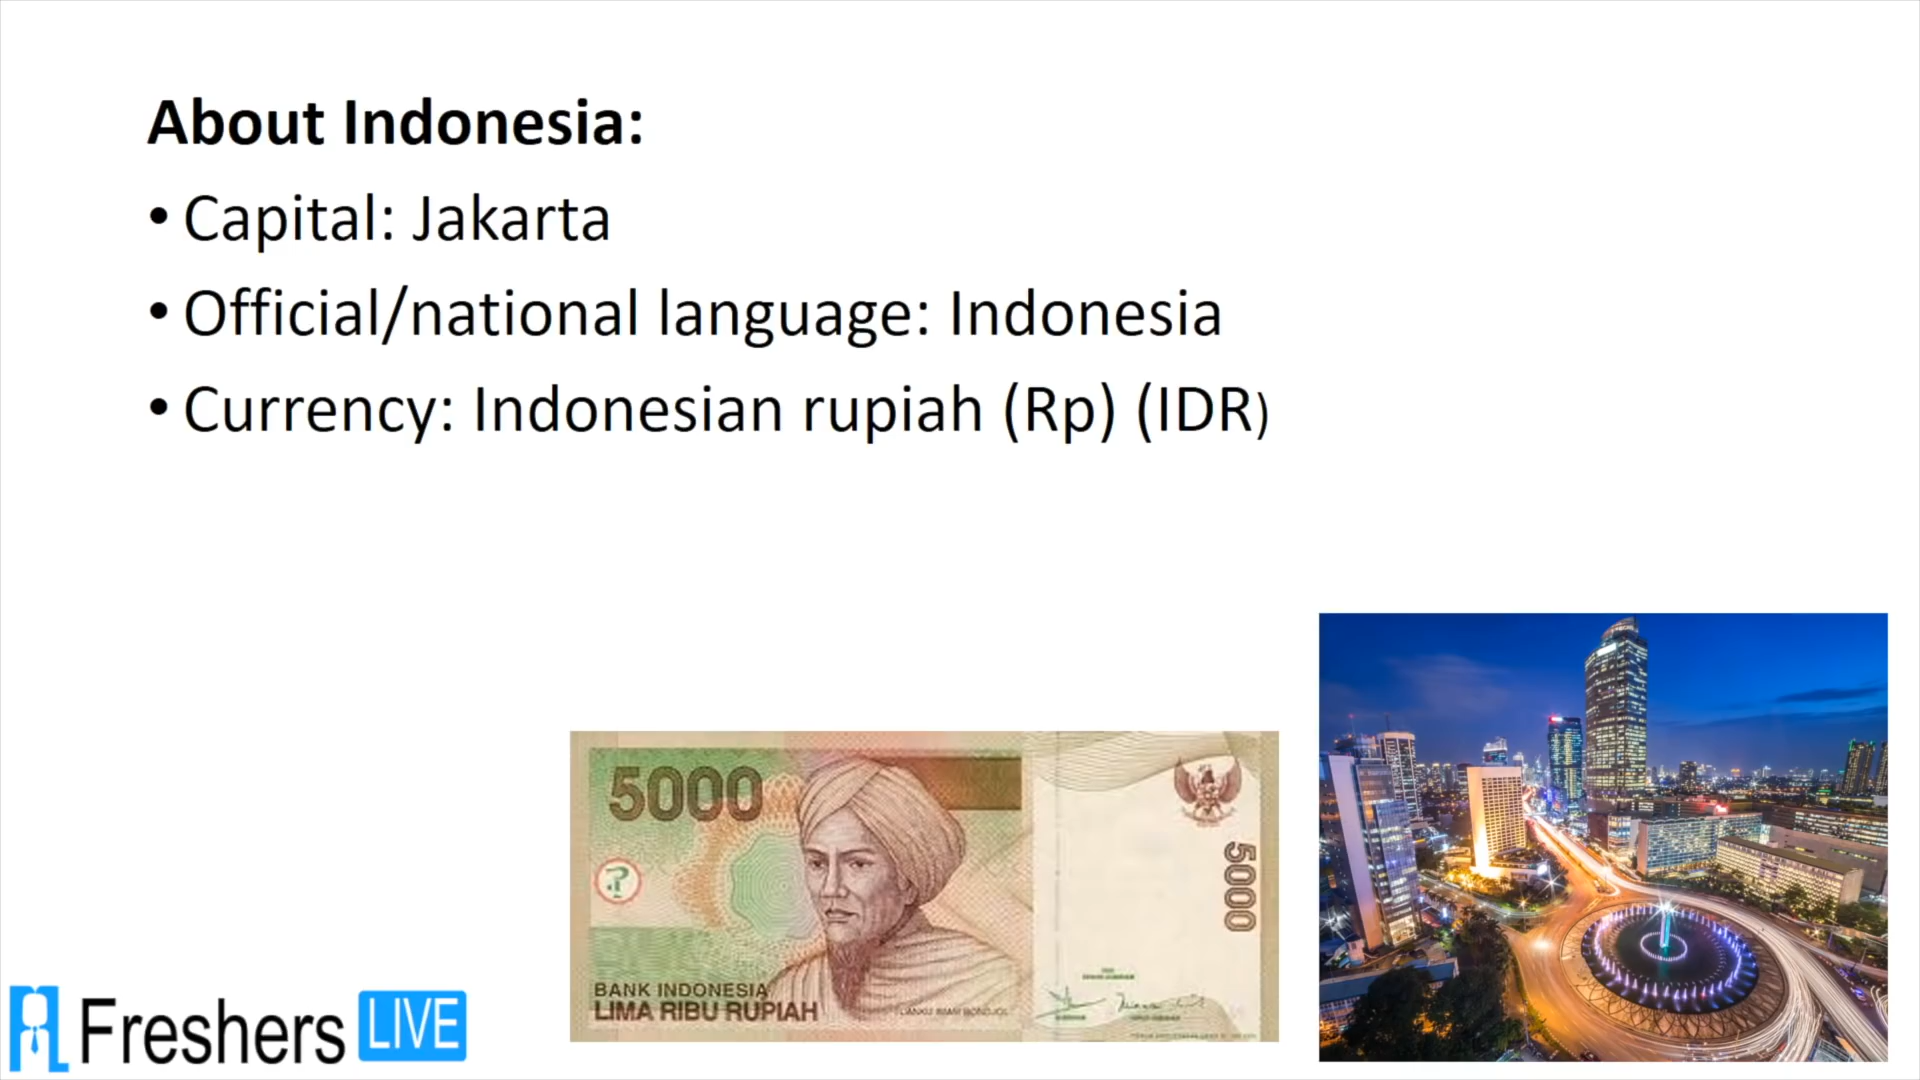 About Indonesia:
• Capital: Jakarta
• Official/national language: Indonesia
• Currency: Indonesian rupiah (Rp) (IDR)
5000
5000
BANK INDONESIA
LIMA RIBU RUPIAH
Freshers LIVE